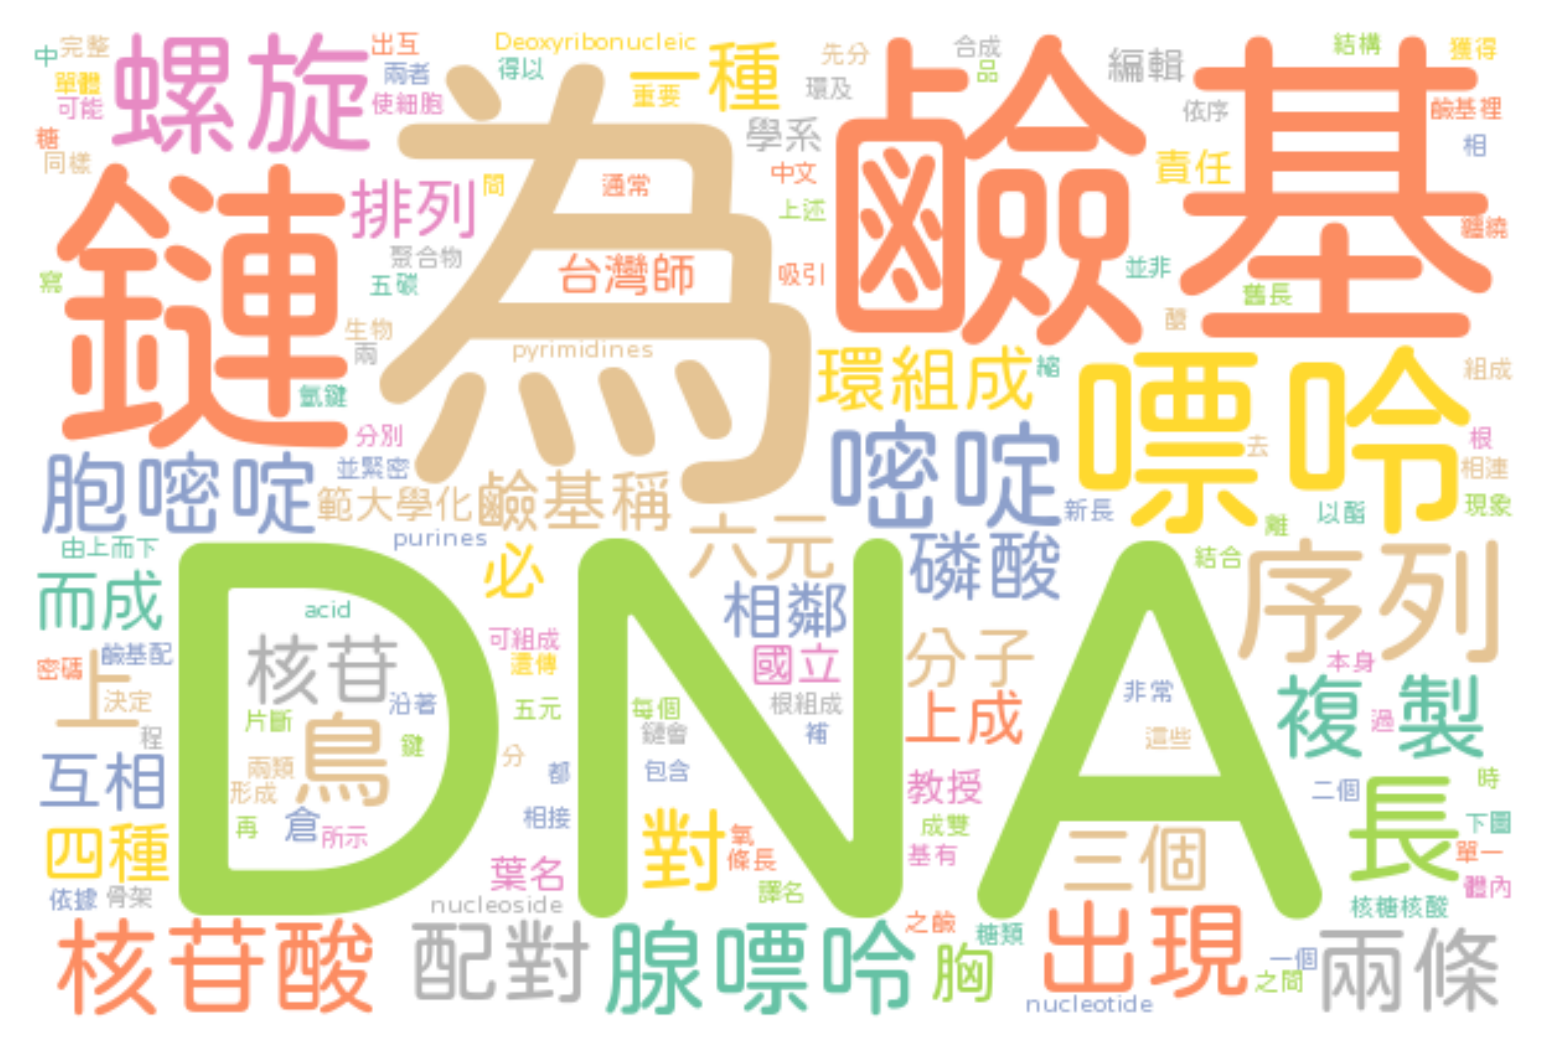 中
完整
出互
Deoxyribonucleic
一種
先分
合成
編輯
結構
獲得
單體
螺旋
兩者
得以
重要
環及
品
可能
使細胞
為
學系
鹼基
依序
鹼基裡
糖
同樣
鏈
排列
間
通常
中文
責任
相
上述
聚合物
台灣師
吸引
並非
纏繞
寫
五碳
舊長
生物
兩
pyrimidines
環組成
縮
嘌呤
組成
氫鍵
分別
胞嘧啶
並緊密
範大學化
鹼基稱
嘧啶
新長
去
根
相連
以酯
現象
離
purines
由上而下
必
六元
磷酸
結合
序列
而成
DNA
acid
相鄰
核苷
可組成
遺傳
國立
分子
密碼
鹼基配
上
決定
沿著
片斷
鳥
鍵
五元
每個
鏈會
根組成
補
上成
非常
這些
本身
複製
過
程
互相
兩類
形成
再
倉
所示
分
都
相接
包含
教授
成雙
基有
二個
長
時
下圖
四種
對
氧
條長
三個
單一
體內
依據
骨架
葉名
nucleoside
譯名
核糖核酸
核苷酸
配對
腺嘌呤
之鹼
胸
糖類
出現
nucleotide
一個
之間
兩條